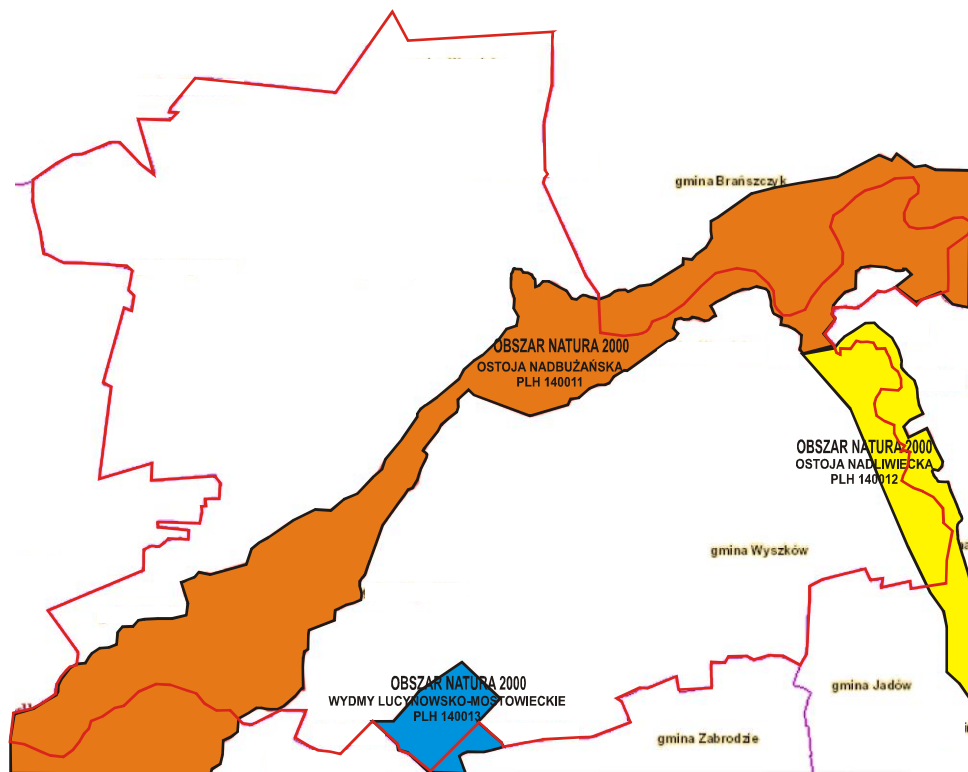 gmina Brańszczyk
OBSZAR NATURA 2000
OSTOJA NADBUŻAŃSKA
PLH 140011
OBSZAR NATURA 2000
OSTOJA NADLIWIECKA
PLH 140012
gmina Wyszków
OBSZAR NATURA 2000
WYDMY LUCYNOWSKO-MOSTOWIECKIE
PLH 140013
gmina Jadów
gmina Zabrodzie